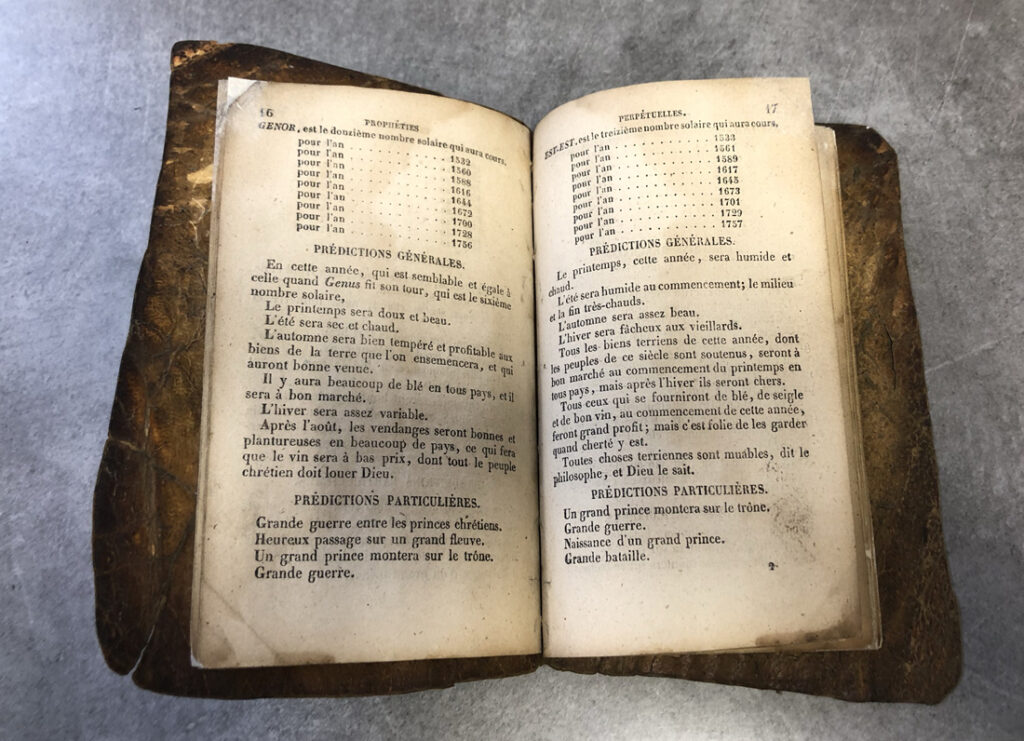 16
PROPHÉTIES
GENOR, est le douzième nombre solaire qui aura cours,
pour l'an . . . . . . . . . . 1532
pour l'an . . . . . . . . . . 1560
pour l'an . . . . . . . . . . 1588
pour l'an . . . . . . . . . . 1616
pour l'an . . . . . . . . . . 1644
pour l'an . . . . . . . . . . 1672
pour l'an . . . . . . . . . . 1700
pour l'an . . . . . . . . . . 1728
pour l'an . . . . . . . . . . 1756
PRÉDICTIONS GÉNÉRALES.
En cette année, qui est semblable et égale à
celle quand Genus fit son tour, qui est le sixième
nombre solaire,
Le printemps sera doux et beau.
L'été sera sec et chaud.
L'automne sera bien tempéré et profitable aux
biens de la terre que l'on ensemencera, et qui
auront bonne venue.
Il y aura beaucoup de blé en tous pays, et il
sera à bon marché.
L'hiver sera assez variable.
Après l'août, les vendanges seront bonnes et
plantureuses en beaucoup de pays, ce qui fera
que le vin sera à bas prix, dont tout le peuple
chrétien doit louer Dieu.
PRÉDICTIONS PARTICULIÈRES.
Grande guerre entre les princes chrétiens.
Heureux passage sur un grand fleuve.
Un grand prince montera sur le trône.
Grande guerre.
PERPÉTUELLES.
17
EST-EST, est le treizième nombre solaire qui aura cours,
pour l'an . . . . . . . . . . 1533
pour l'an . . . . . . . . . . 1561
pour l'an . . . . . . . . . . 1589
pour l'an . . . . . . . . . . 1617
pour l'an . . . . . . . . . . 1645
pour l'an . . . . . . . . . . 1673
pour l'an . . . . . . . . . . 1701
pour l'an . . . . . . . . . . 1729
pour l'an . . . . . . . . . . 1757
PRÉDICTIONS GÉNÉRALES.
Le printemps, cette année, sera humide et
chaud.
L'été sera humide au commencement; le milieu
et la fin très-chauds.
L'automne sera assez beau.
L'hiver sera fâcheux aux vieillards.
Tous les biens terriens de cette année, dont
les peuples de ce siècle sont soutenus, seront à
bon marché au commencement du printemps en
tous pays, mais après l'hiver ils seront chers.
Tous ceux qui se fourniront de blé, de seigle
et de bon vin, au commencement de cette année,
feront grand profit; mais c'est folie de les garder
quand cherté y est.
Toutes choses terriennes sont muables, dit le
philosophe, et Dieu le sait.
PRÉDICTIONS PARTICULIÈRES.
Un grand prince montera sur le trône.
Grande guerre.
Naissance d'un grand prince.
Grande bataille.
2